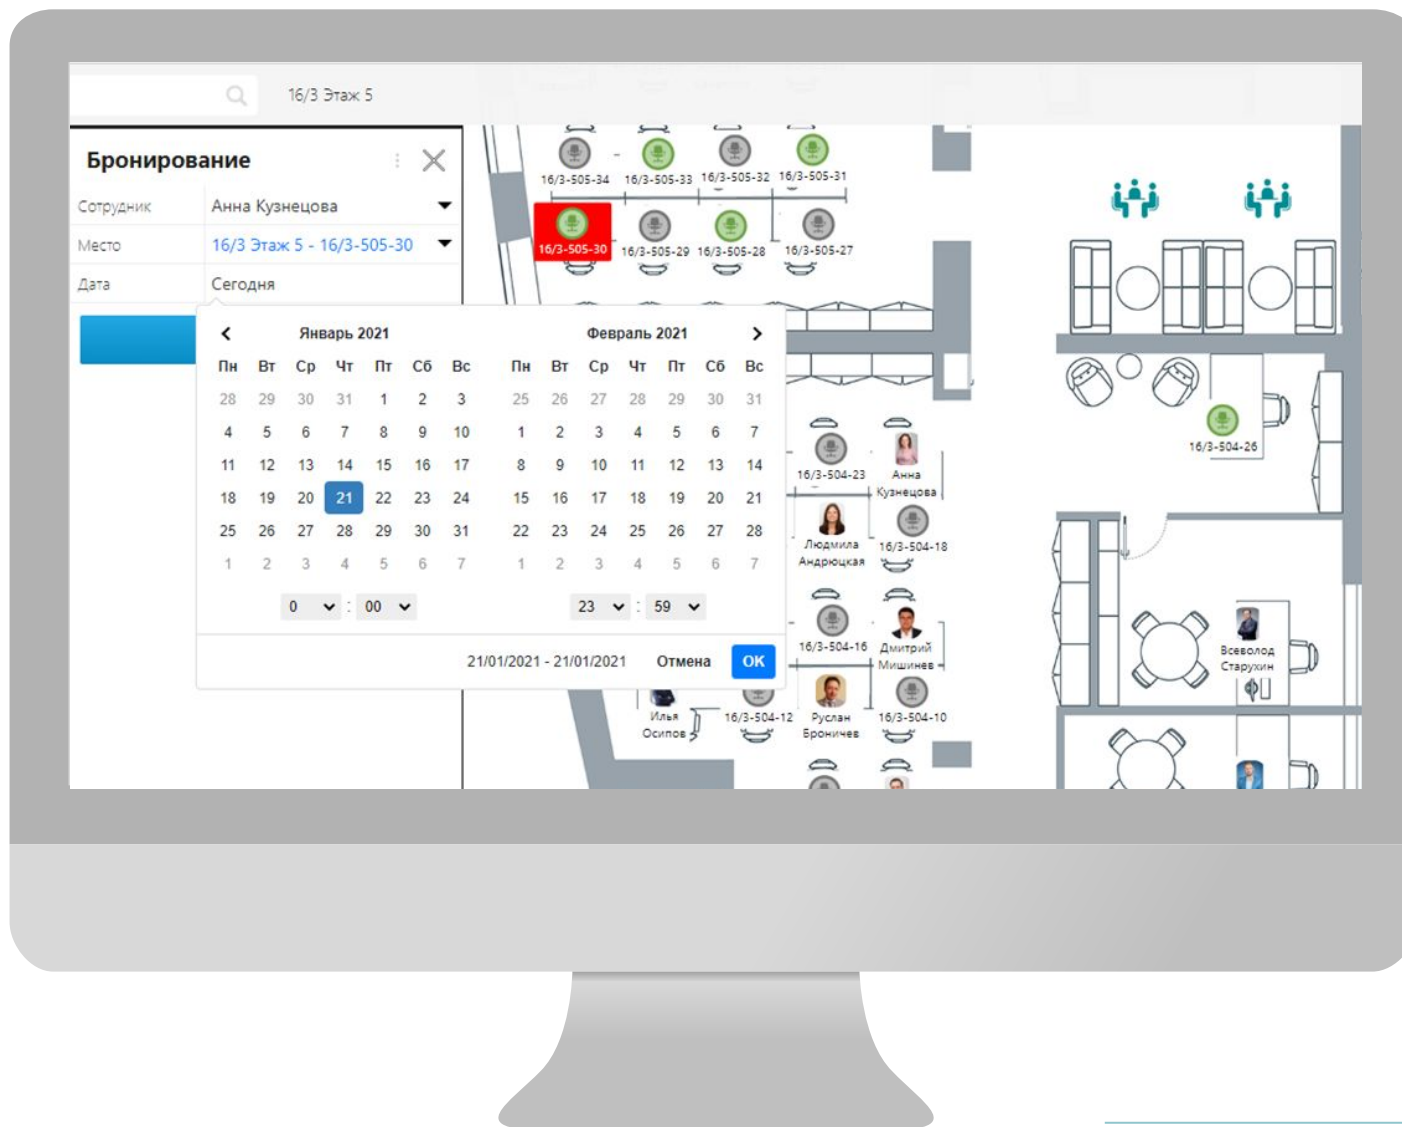 16/3 Этаж 5
Бронирование
Сотрудник Анна Кузнецова
Место 16/3 Этаж 5 - 16/3-505-30
Дата Сегодня
Январь 2021
Пн Вт Ср Чт Пт Сб Вс
28 29 30 31 1 2 3
4 5 6 7 8 9 10
11 12 13 14 15 16 17
18 19 20 21 22 23 24
25 26 27 28 29 30 31
1 2 3 4 5 6 7
0 : 00
Февраль 2021
Пн Вт Ср Чт Пт Сб Вс
25 26 27 28 29 30 31
1 2 3 4 5 6 7
8 9 10 11 12 13 14
15 16 17 18 19 20 21
22 23 24 25 26 27 28
1 2 3 4 5 6 7
23 : 59
21/01/2021 - 21/01/2021 Отмена OK
16/3-505-34 16/3-505-33 16/3-505-32 16/3-505-31
16/3-505-30 16/3-505-29 16/3-505-28 16/3-505-27
16/3-504-26
16/3-504-23
Анна
Кузнецова
Людмила
Андрюцкая
16/3-504-18
16/3-504-16
Дмитрий
Мишинев
Всеволод
Старухин
Илья
Осипов
16/3-504-12
Руслан
Броничев
16/3-504-10